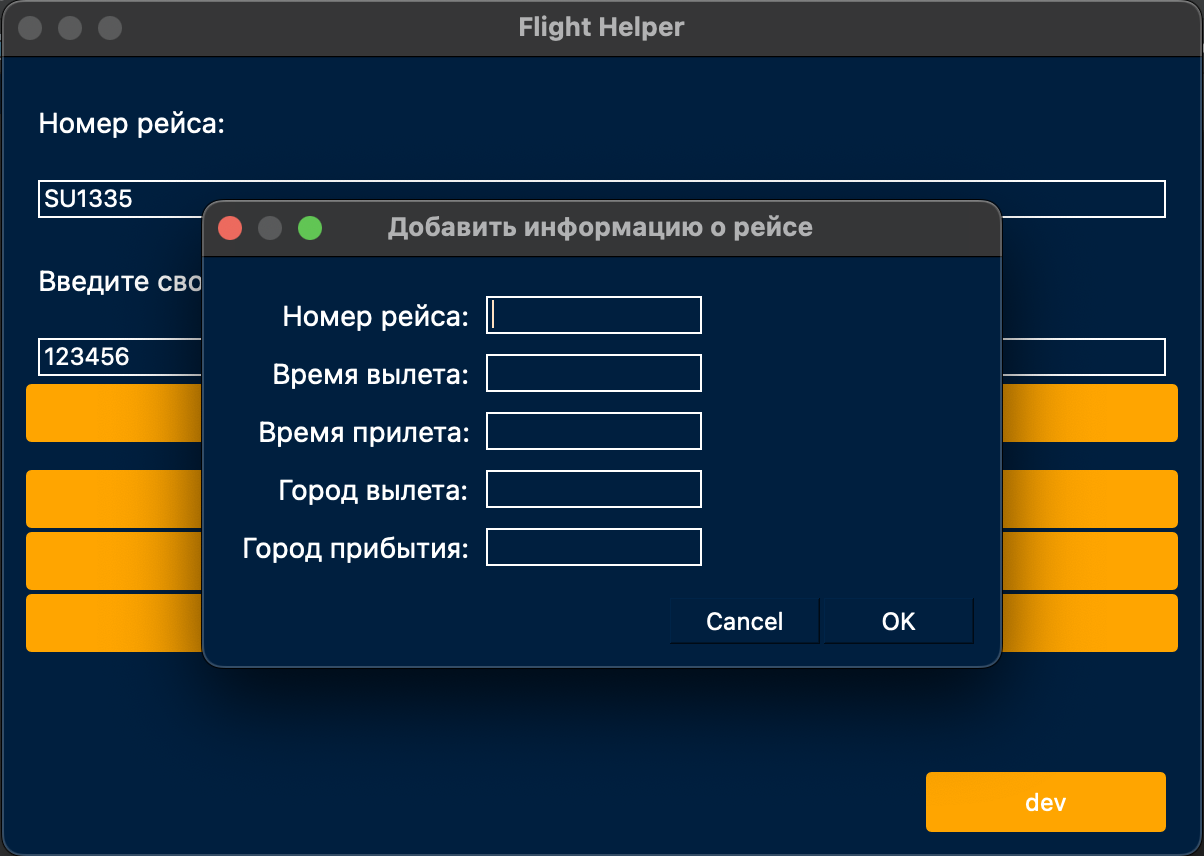 Flight Helper
Номер рейса:
SU1335
Добавить информацию о рейсе
Введите
Номер рейса:
123456
Время вылета:
Время прилета:
Город вылета:
Город прибытия:
Cancel OK
dev